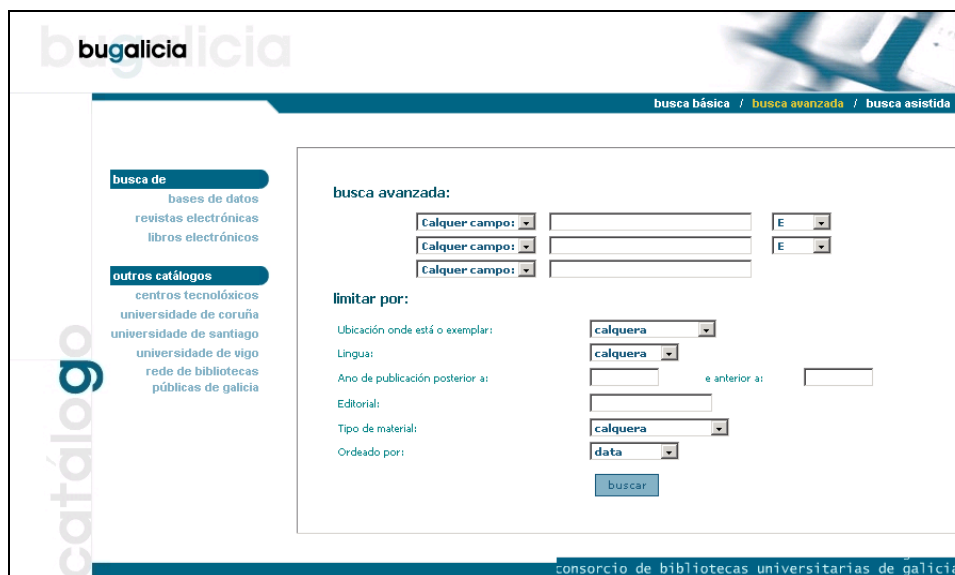 bugalicia
busca básica / busca avanzada / busca asistida
busca de
bases de datos
revistas electrónicas
libros electrónicos
outros catálogos
centros tecnolóxicos
universidade de coruña
universidade de santiago
universidade de vigo
rede de bibliotecas
públicas de galicia
catálogo
busca avanzada:
Calquer campo: E
Calquer campo: E
Calquer campo:
limitar por:
Ubicación onde está o exemplar: calquera
Lingua: calquera
Ano de publicación posterior a: e anterior a:
Editorial:
Tipo de material: calquera
Ordeado por: data
buscar
consorcio de bibliotecas universitarias de galicia